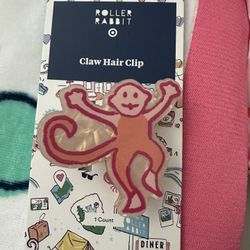 ROLLER
RABBIT
Claw Hair Clip
1 Count
DINER